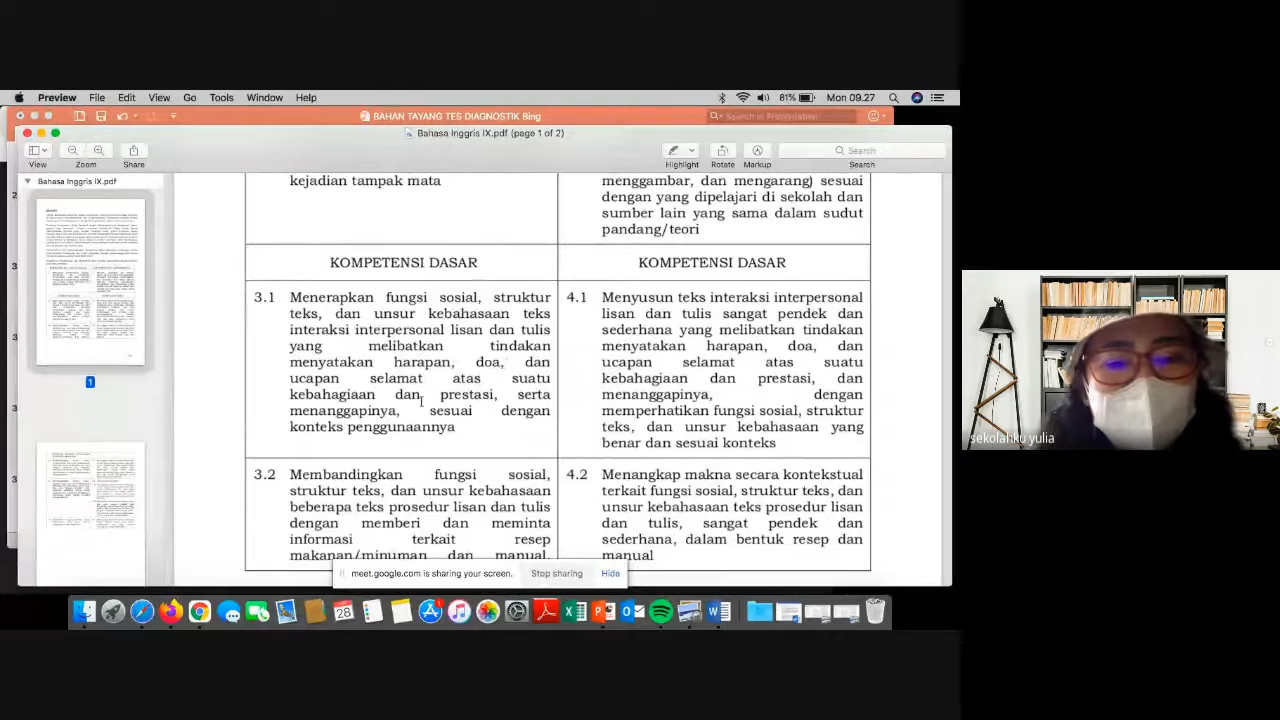 Preview File Edit View Go Tools Window Help 81% Mon 09.27
BAHAN TAYANG TES DIAGNOSTIK Bing
Search in Presentation
Bahasa Inggris IX.pdf (page 1 of 2)
View Zoom Share Highlight Rotate Markup Search
Search
Bahasa Inggris IX.pdf
1
kejadian tampak mata
menggambar, dan mengarang) sesuai
dengan yang dipelajari di sekolah dan
sumber lain yang sama dalam sudut
pandang/teori
KOMPETENSI DASAR
KOMPETENSI DASAR
3.1 Menerapkan fungsi sosial, struktur
teks, dan unsur kebahasaan teks
interaksi interpersonal lisan dan tulis
yang melibatkan tindakan
menyatakan harapan, doa, dan
ucapan selamat atas suatu
kebahagiaan dan prestasi, serta
menanggapinya, sesuai dengan
konteks penggunaannya
4.1 Menyusun teks interaksi interpersonal
lisan dan tulis sangat pendek dan
sederhana yang melibatkan tindakan
menyatakan harapan, doa, dan
ucapan selamat atas suatu
kebahagiaan dan prestasi, dan
menanggapinya, dengan
memperhatikan fungsi sosial, struktur
teks, dan unsur kebahasaan yang
benar dan sesuai konteks
3.2 Membandingkan fungsi sosial,
struktur teks, dan unsur kebahasaan
beberapa teks prosedur lisan dan tulis
dengan memberi dan meminta
informasi terkait resep
makanan/minuman dan manual,
4.2 Menangkap makna secara kontekstual
terkait fungsi sosial, struktur teks, dan
unsur kebahasaan teks prosedur lisan
dan tulis, sangat pendek dan
sederhana, dalam bentuk resep dan
manual
meet.google.com is sharing your screen. Stop sharing Hide
28
sekolahku yulia